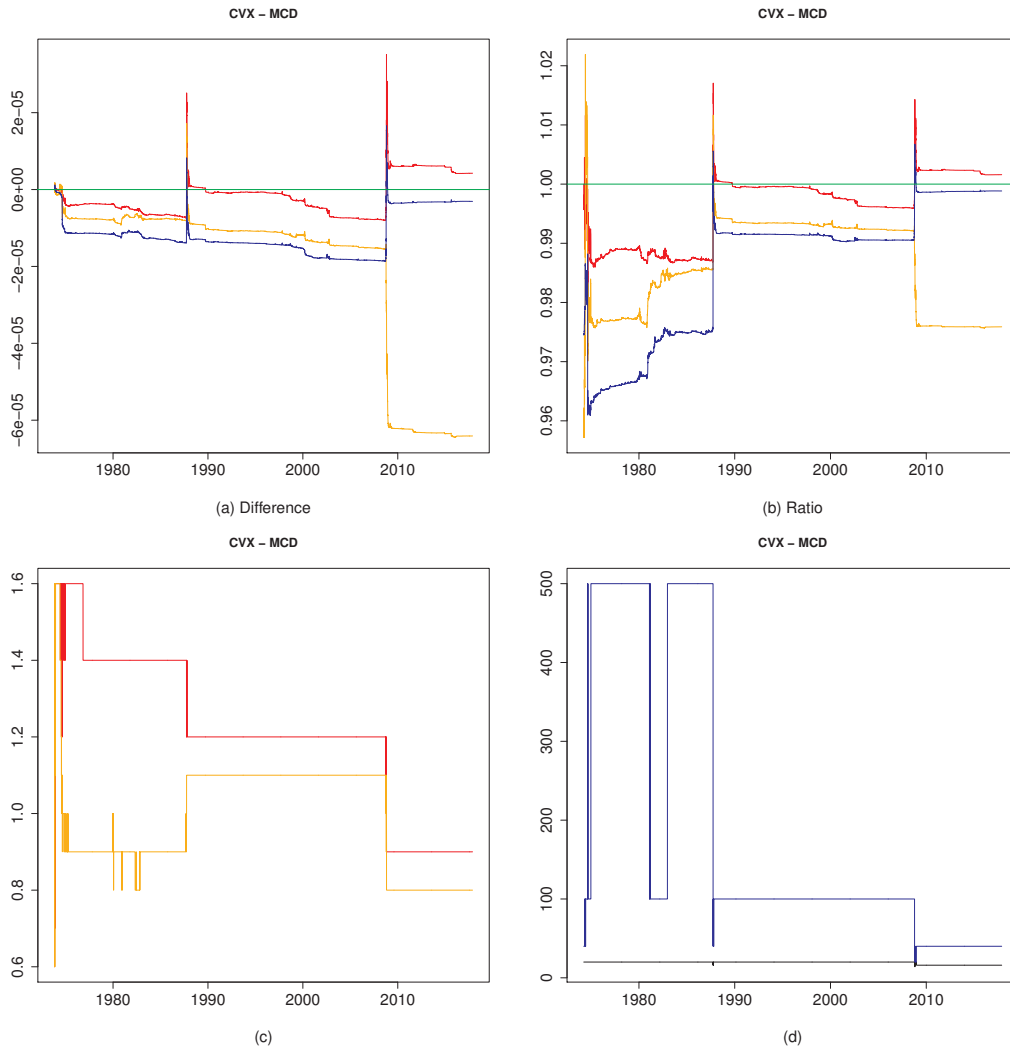 CVX – MCD
2e−05
0e+00
−2e−05
−4e−05
−6e−05
1980 1990 2000 2010
(a) Difference
CVX – MCD
1.02
1.01
1.00
0.99
0.98
0.97
0.96
1980 1990 2000 2010
(b) Ratio
CVX – MCD
1.6
1.4
1.2
1.0
0.8
0.6
1980 1990 2000 2010
(c)
CVX – MCD
500
400
300
200
100
0
1980 1990 2000 2010
(d)